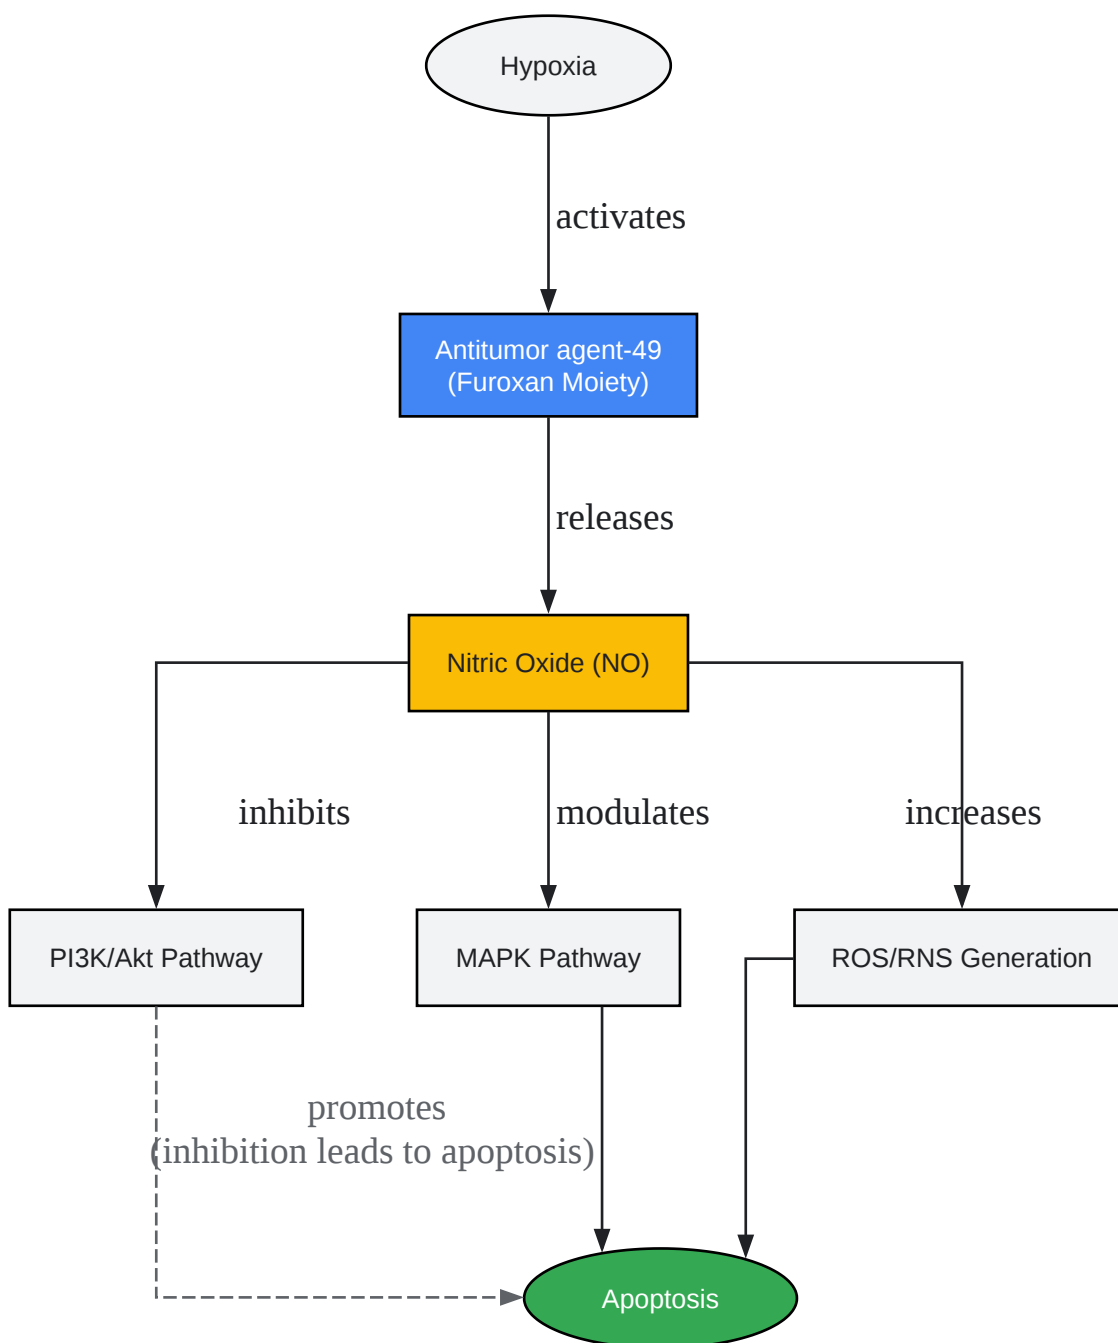 Hypoxia
activates
Antitumor agent-49
(Furoxan Moiety)
releases
Nitric Oxide (NO)
inhibits
modulates
increases
PI3K/Akt Pathway
MAPK Pathway
ROS/RNS Generation
promotes
(inhibition leads to apoptosis)
Apoptosis